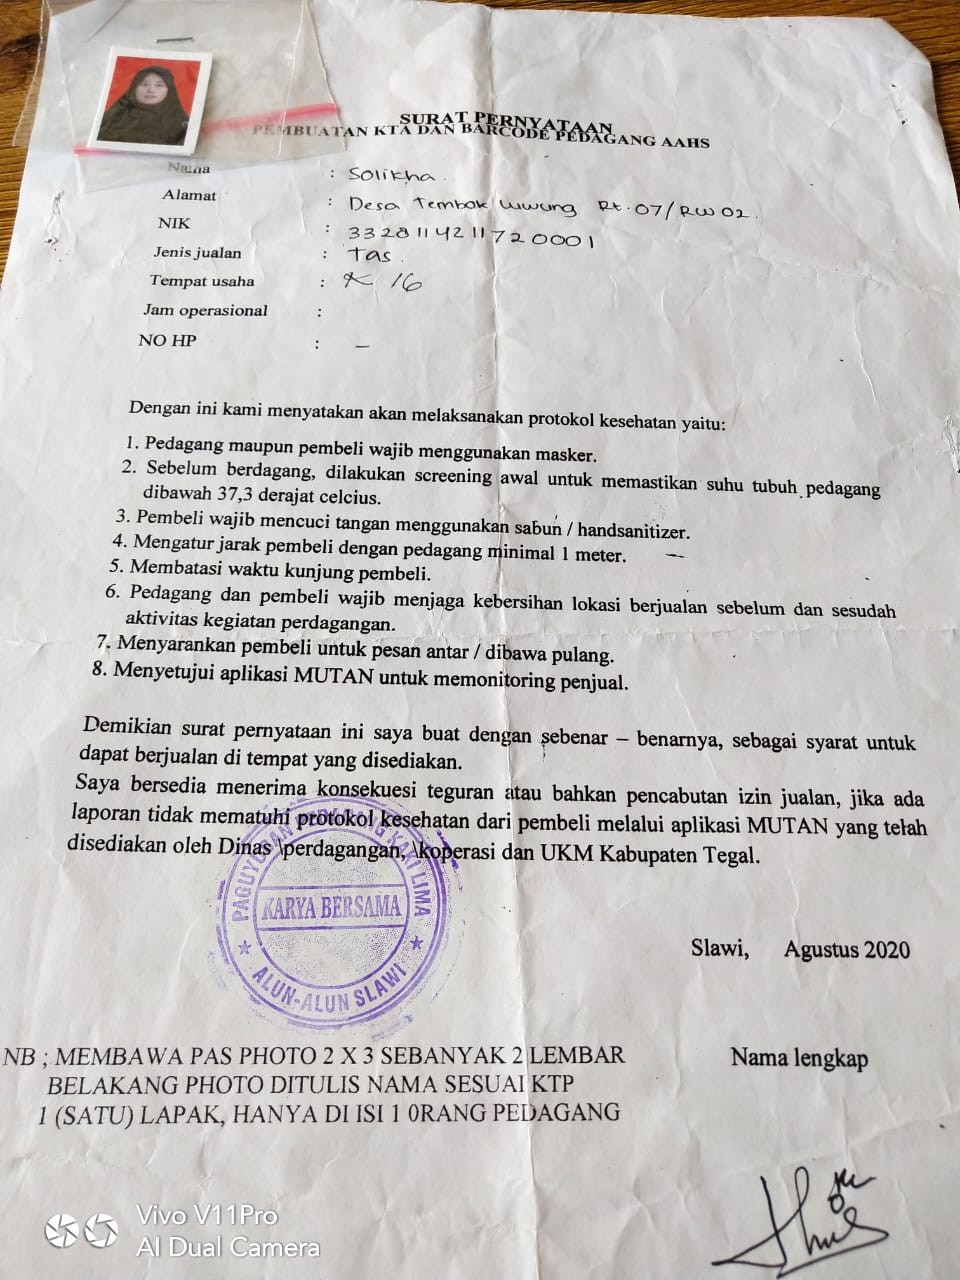 SURAT PERNYATAAN
PEMBUATAN KTA DAN BARCODE PEDAGANG AAHS
Nama : Solikha
Alamat : Desa Tembok Luwung Rt. 07/RW 02.
NIK : 3328114211720001
Jenis jualan : Tas.
Tempat usaha : K 16
Jam operasional :
NO HP : –
Dengan ini kami menyatakan akan melaksanakan protokol kesehatan yaitu:
1. Pedagang maupun pembeli wajib menggunakan masker.
2. Sebelum berdagang, dilakukan screening awal untuk memastikan suhu tubuh pedagang
dibawah 37,3 derajat celcius.
3. Pembeli wajib mencuci tangan menggunakan sabun / handsanitizer.
4. Mengatur jarak pembeli dengan pedagang minimal 1 meter.
5. Membatasi waktu kunjung pembeli.
6. Pedagang dan pembeli wajib menjaga kebersihan lokasi berjualan sebelum dan sesudah
aktivitas kegiatan perdagangan.
7. Menyarankan pembeli untuk pesan antar / dibawa pulang.
8. Menyetujui aplikasi MUTAN untuk memonitoring penjual.
Demikian surat pernyataan ini saya buat dengan sebenar – benarnya, sebagai syarat untuk
dapat berjualan di tempat yang disediakan.
Saya bersedia menerima konsekuesi teguran atau bahkan pencabutan izin jualan, jika ada
laporan tidak mematuhi protokol kesehatan dari pembeli melalui aplikasi MUTAN yang telah
disediakan oleh Dinas \perdagangan, \koperasi dan UKM Kabupaten Tegal.
PAGUYUBAN PEDAGANG KAKI LIMA
KARYA BERSAMA
ALUN-ALUN SLAWI
Slawi, Agustus 2020
Nama lengkap
NB ; MEMBAWA PAS PHOTO 2 X 3 SEBANYAK 2 LEMBAR
BELAKANG PHOTO DITULIS NAMA SESUAI KTP
1 (SATU) LAPAK, HANYA DI ISI 1 0RANG PEDAGANG
Vivo V11Pro
AI Dual Camera